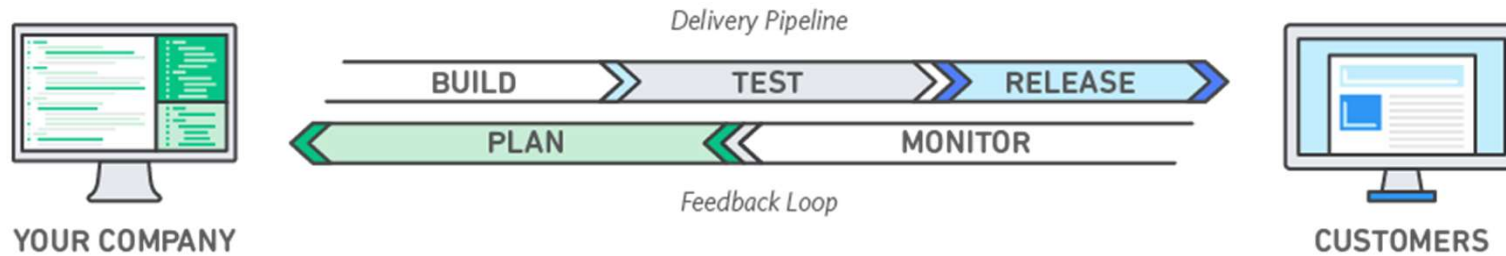 Delivery Pipeline
BUILD TEST RELEASE
PLAN MONITOR
Feedback Loop
YOUR COMPANY
CUSTOMERS